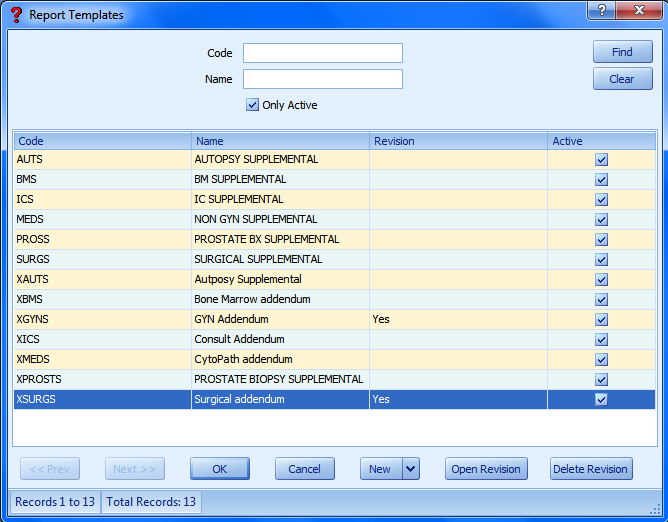 Report Templates
Code
Find
Name
Clear
Only Active
Code Name Revision Active
AUTS AUTOPSY SUPPLEMENTAL
BMS BM SUPPLEMENTAL
ICS IC SUPPLEMENTAL
MEDS NON GYN SUPPLEMENTAL
PROSS PROSTATE BX SUPPLEMENTAL
SURGS SURGICAL SUPPLEMENTAL
XAUTS Autposy Supplemental
XBMS Bone Marrow addendum
XGYNS GYN Addendum Yes
XICS Consult Addendum
XMEDS CytoPath addendum
XPROSTS PROSTATE BIOPSY SUPPLEMENTAL
XSURGS Surgical addendum Yes
<< Prev Next >> OK Cancel New Open Revision Delete Revision
Records 1 to 13 Total Records: 13